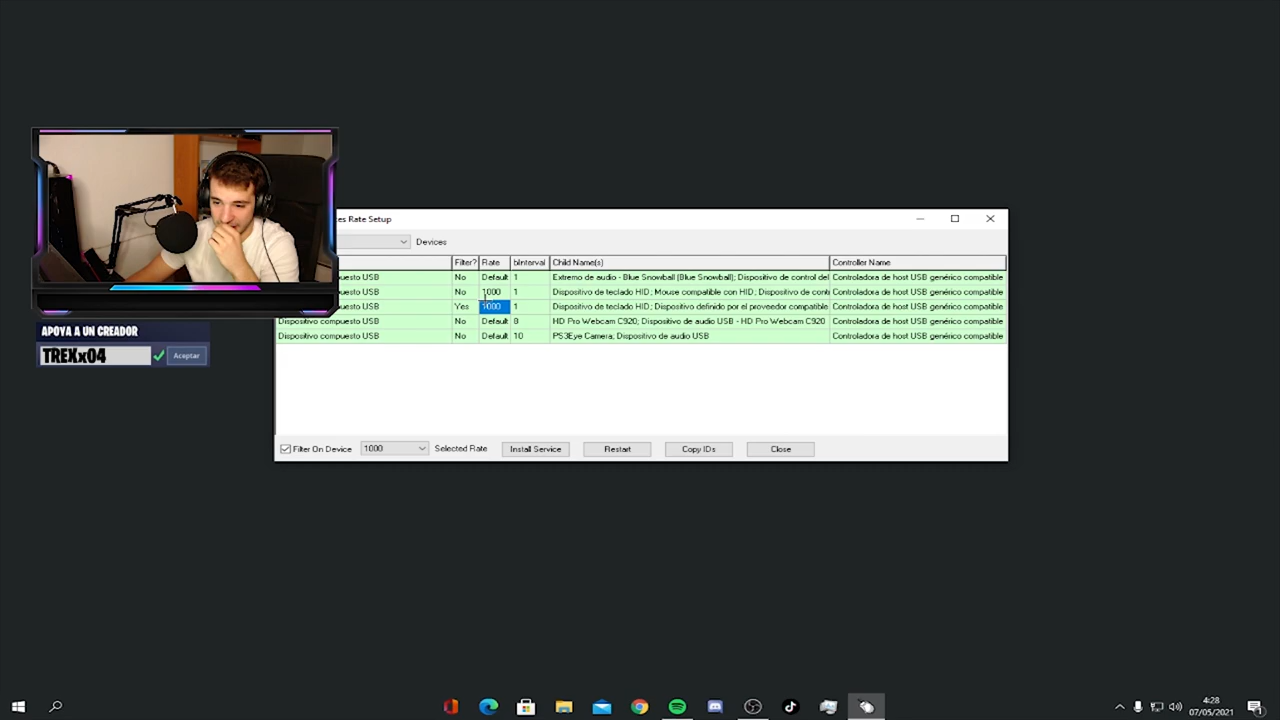 ces Rate Setup
Devices
Filter? Rate bInterval Child Name(s) Controller Name
puesto USB No Default 1 Extremo de audio - Blue Snowball (Blue Snowball); Dispositivo de control del Controladora de host USB genérico compatible
puesto USB No 1000 1 Dispositivo de teclado HID; Mouse compatible con HID; Dispositivo de conti Controladora de host USB genérico compatible
puesto USB Yes 1000 1 Dispositivo de teclado HID; Dispositivo definido por el proveedor compatible Controladora de host USB genérico compatible
Dispositivo compuesto USB No Default 8 HD Pro Webcam C920; Dispositivo de audio USB - HD Pro Webcam C920 Controladora de host USB genérico compatible
Dispositivo compuesto USB No Default 10 PS3Eye Camera; Dispositivo de audio USB Controladora de host USB genérico compatible
APOYA A UN CREADOR
TREXx04 Aceptar
Filter On Device 1000 Selected Rate Install Service Restart Copy IDs Close
4:28
07/05/2021